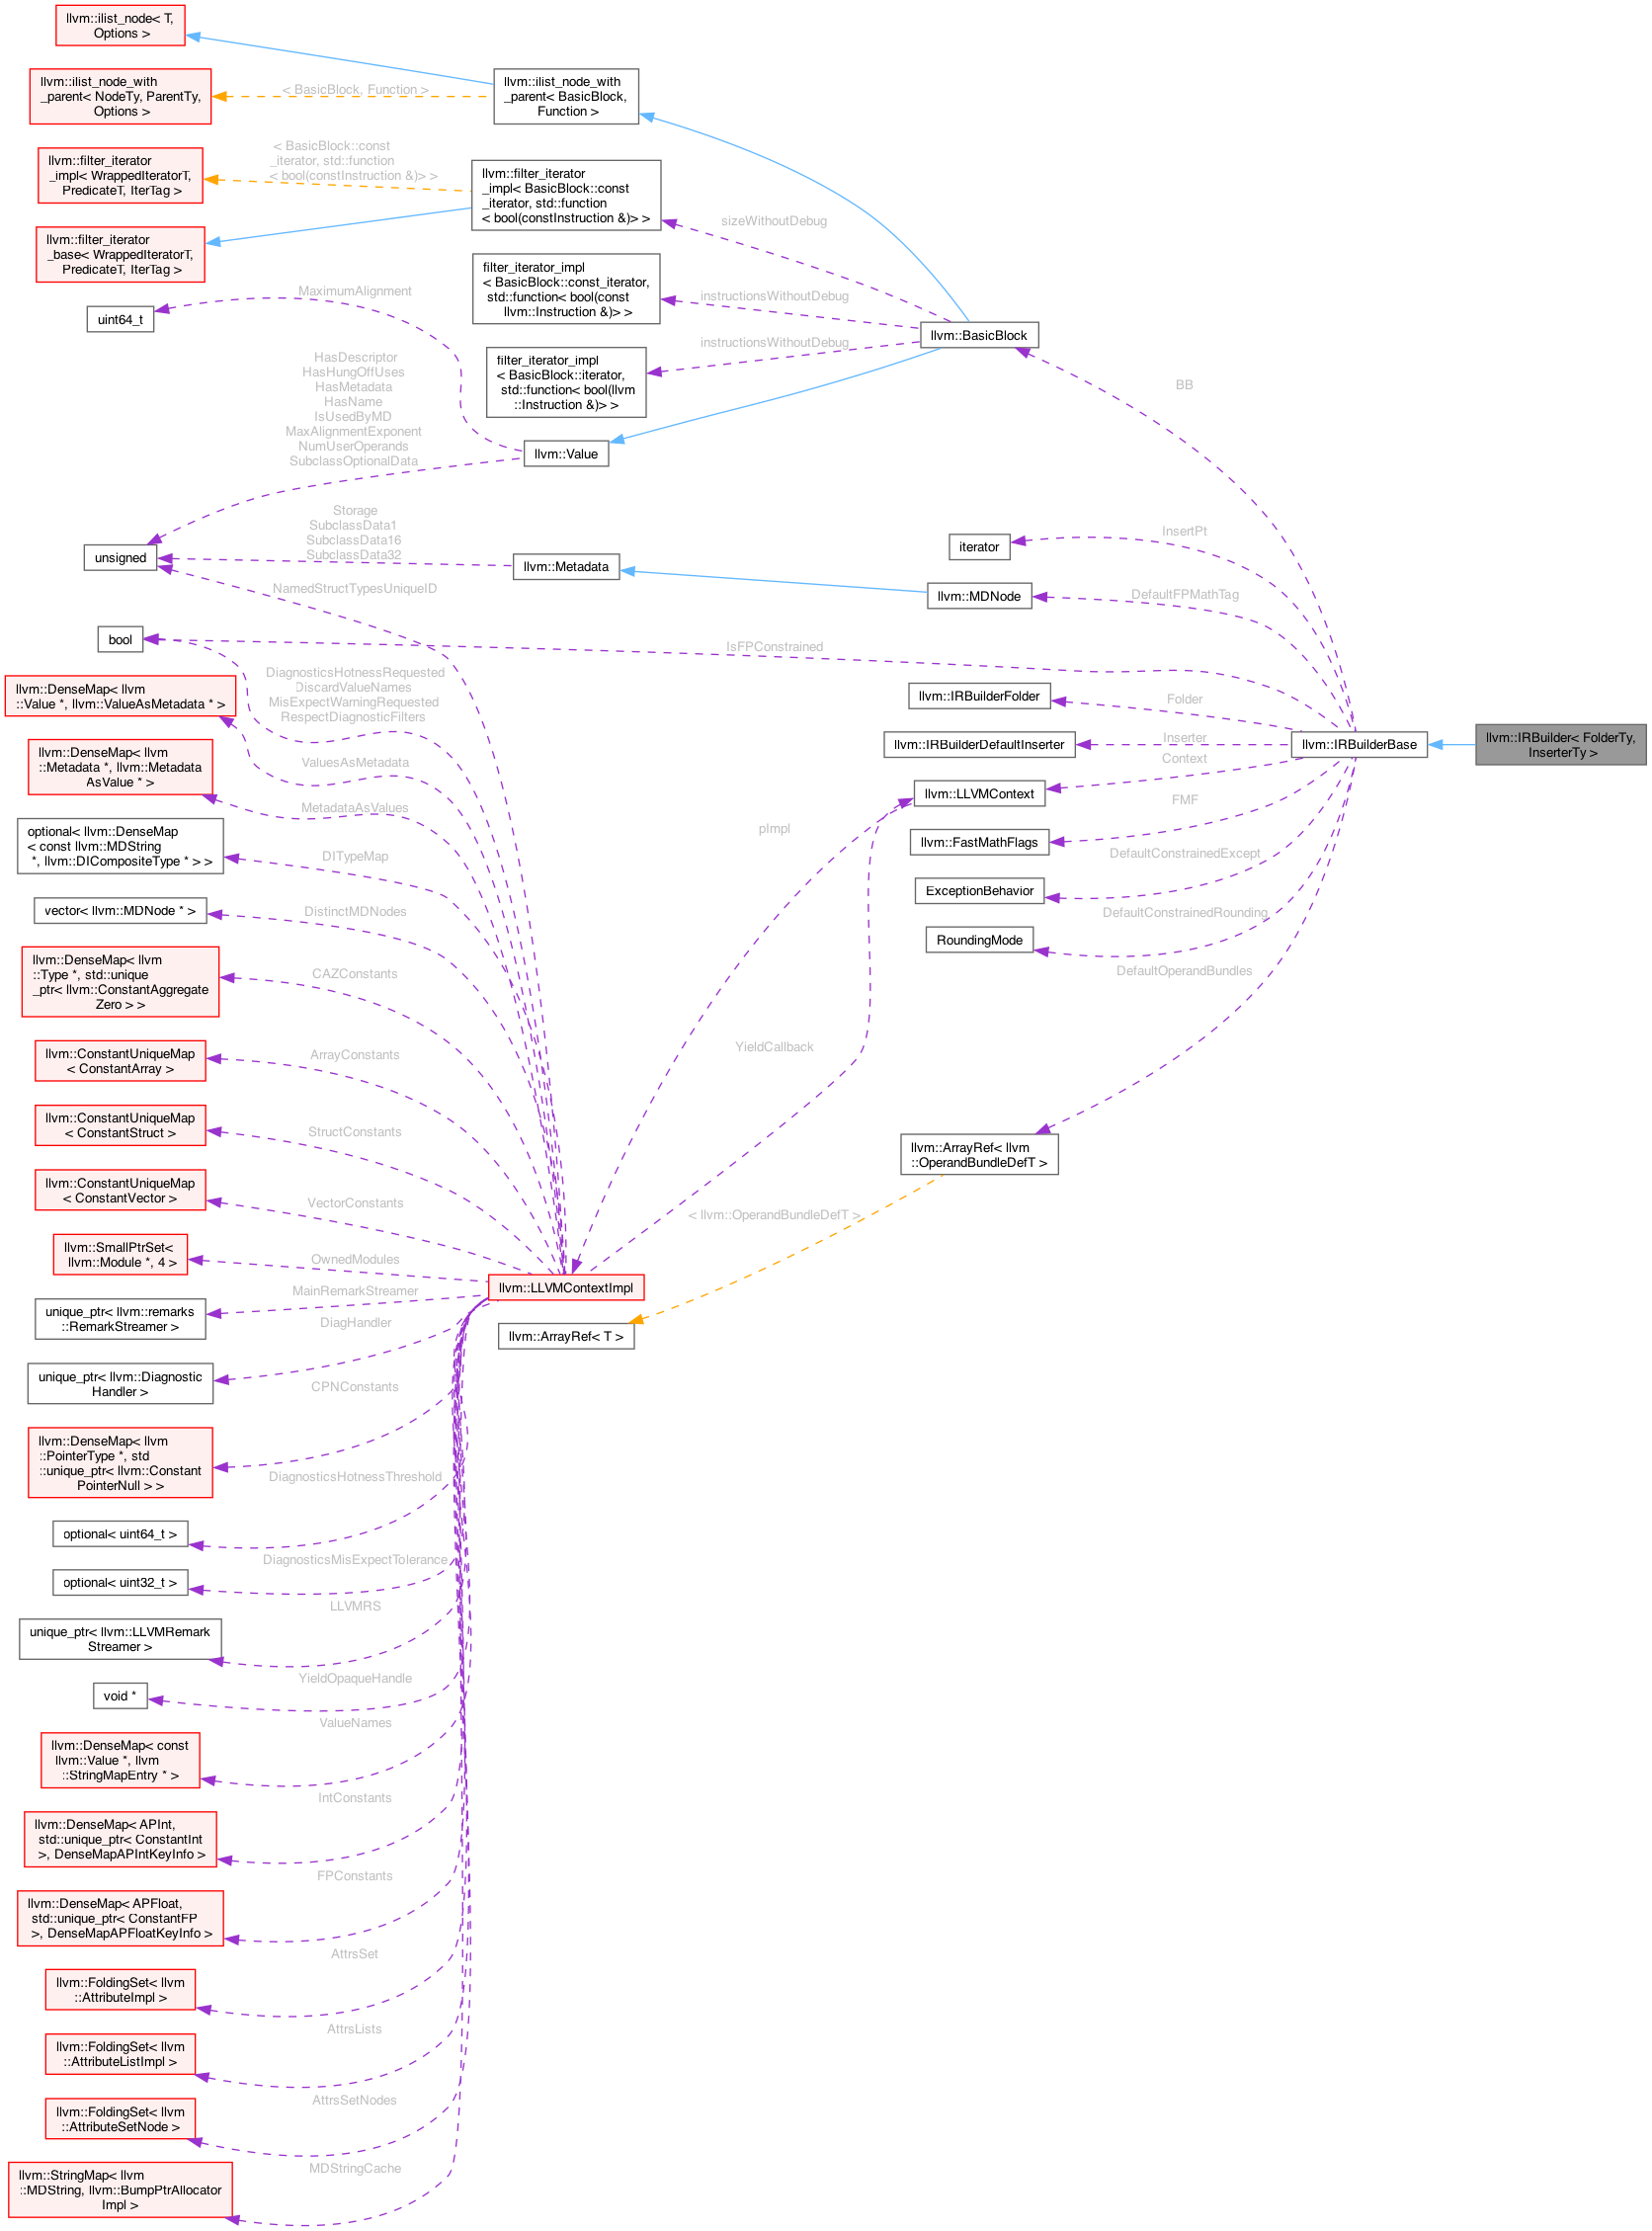 llvm::ilist_node< T,
Options >
llvm::ilist_node_with
_parent< NodeTy, ParentTy,
Options >
< BasicBlock, Function >
llvm::ilist_node_with
_parent< BasicBlock,
Function >
llvm::filter_iterator
_impl< WrappedIteratorT,
PredicateT, IterTag >
< BasicBlock::const
_iterator, std::function
< bool(constInstruction &)> >
llvm::filter_iterator
_impl< BasicBlock::const
_iterator, std::function
< bool(constInstruction &)> >
llvm::filter_iterator
_base< WrappedIteratorT,
PredicateT, IterTag >
sizeWithoutDebug
filter_iterator_impl
< BasicBlock::const_iterator,
std::function< bool(const
llvm::Instruction &)> >
instructionsWithoutDebug
uint64_t
MaximumAlignment
llvm::BasicBlock
filter_iterator_impl
< BasicBlock::iterator,
std::function< bool(llvm
::Instruction &)> >
instructionsWithoutDebug
HasDescriptor
HasHungOffUses
HasMetadata
HasName
IsUsedByMD
MaxAlignmentExponent
NumUserOperands
SubclassOptionalData
llvm::Value
BB
unsigned
Storage
SubclassData1
SubclassData16
SubclassData32
llvm::Metadata
iterator
InsertPt
llvm::MDNode
DefaultFPMathTag
NamedStructTypesUniqueID
bool
IsFPConstrained
DiagnosticsHotnessRequested
DiscardValueNames
MisExpectWarningRequested
RespectDiagnosticFilters
llvm::DenseMap< llvm
::Value *, llvm::ValueAsMetadata * >
llvm::IRBuilderFolder
Folder
llvm::DenseMap< llvm
::Metadata *, llvm::Metadata
AsValue * >
ValuesAsMetadata
llvm::IRBuilderDefaultInserter
Inserter
llvm::IRBuilderBase
llvm::IRBuilder< FolderTy,
InserterTy >
Context
llvm::LLVMContext
MetadataAsValues
FMF
optional< llvm::DenseMap
< const llvm::MDString
*, llvm::DICompositeType * > >
DITypeMap
pImpl
llvm::FastMathFlags
DefaultConstrainedExcept
ExceptionBehavior
vector< llvm::MDNode * >
DistinctMDNodes
DefaultConstrainedRounding
RoundingMode
llvm::DenseMap< llvm
::Type *, std::unique
_ptr< llvm::ConstantAggregate
Zero > >
CAZConstants
DefaultOperandBundles
llvm::ConstantUniqueMap
< ConstantArray >
ArrayConstants
YieldCallback
llvm::ConstantUniqueMap
< ConstantStruct >
StructConstants
llvm::ArrayRef< llvm
::OperandBundleDefT >
llvm::ConstantUniqueMap
< ConstantVector >
VectorConstants
< llvm::OperandBundleDefT >
llvm::SmallPtrSet<
llvm::Module *, 4 >
OwnedModules
llvm::LLVMContextImpl
MainRemarkStreamer
unique_ptr< llvm::remarks
::RemarkStreamer >
DiagHandler
llvm::ArrayRef< T >
unique_ptr< llvm::Diagnostic
Handler >
CPNConstants
llvm::DenseMap< llvm
::PointerType *, std
::unique_ptr< llvm::Constant
PointerNull > >
DiagnosticsHotnessThreshold
optional< uint64_t >
DiagnosticsMisExpectTolerance
optional< uint32_t >
LLVMRS
unique_ptr< llvm::LLVMRemark
Streamer >
YieldOpaqueHandle
void *
ValueNames
llvm::DenseMap< const
llvm::Value *, llvm
::StringMapEntry * >
IntConstants
llvm::DenseMap< APInt,
std::unique_ptr< ConstantInt
>, DenseMapAPIntKeyInfo >
FPConstants
llvm::DenseMap< APFloat,
std::unique_ptr< ConstantFP
>, DenseMapAPFloatKeyInfo >
AttrsSet
llvm::FoldingSet< llvm
::AttributeImpl >
AttrsLists
llvm::FoldingSet< llvm
::AttributeListImpl >
AttrsSetNodes
llvm::FoldingSet< llvm
::AttributeSetNode >
MDStringCache
llvm::StringMap< llvm
::MDString, llvm::BumpPtrAllocator
Impl >